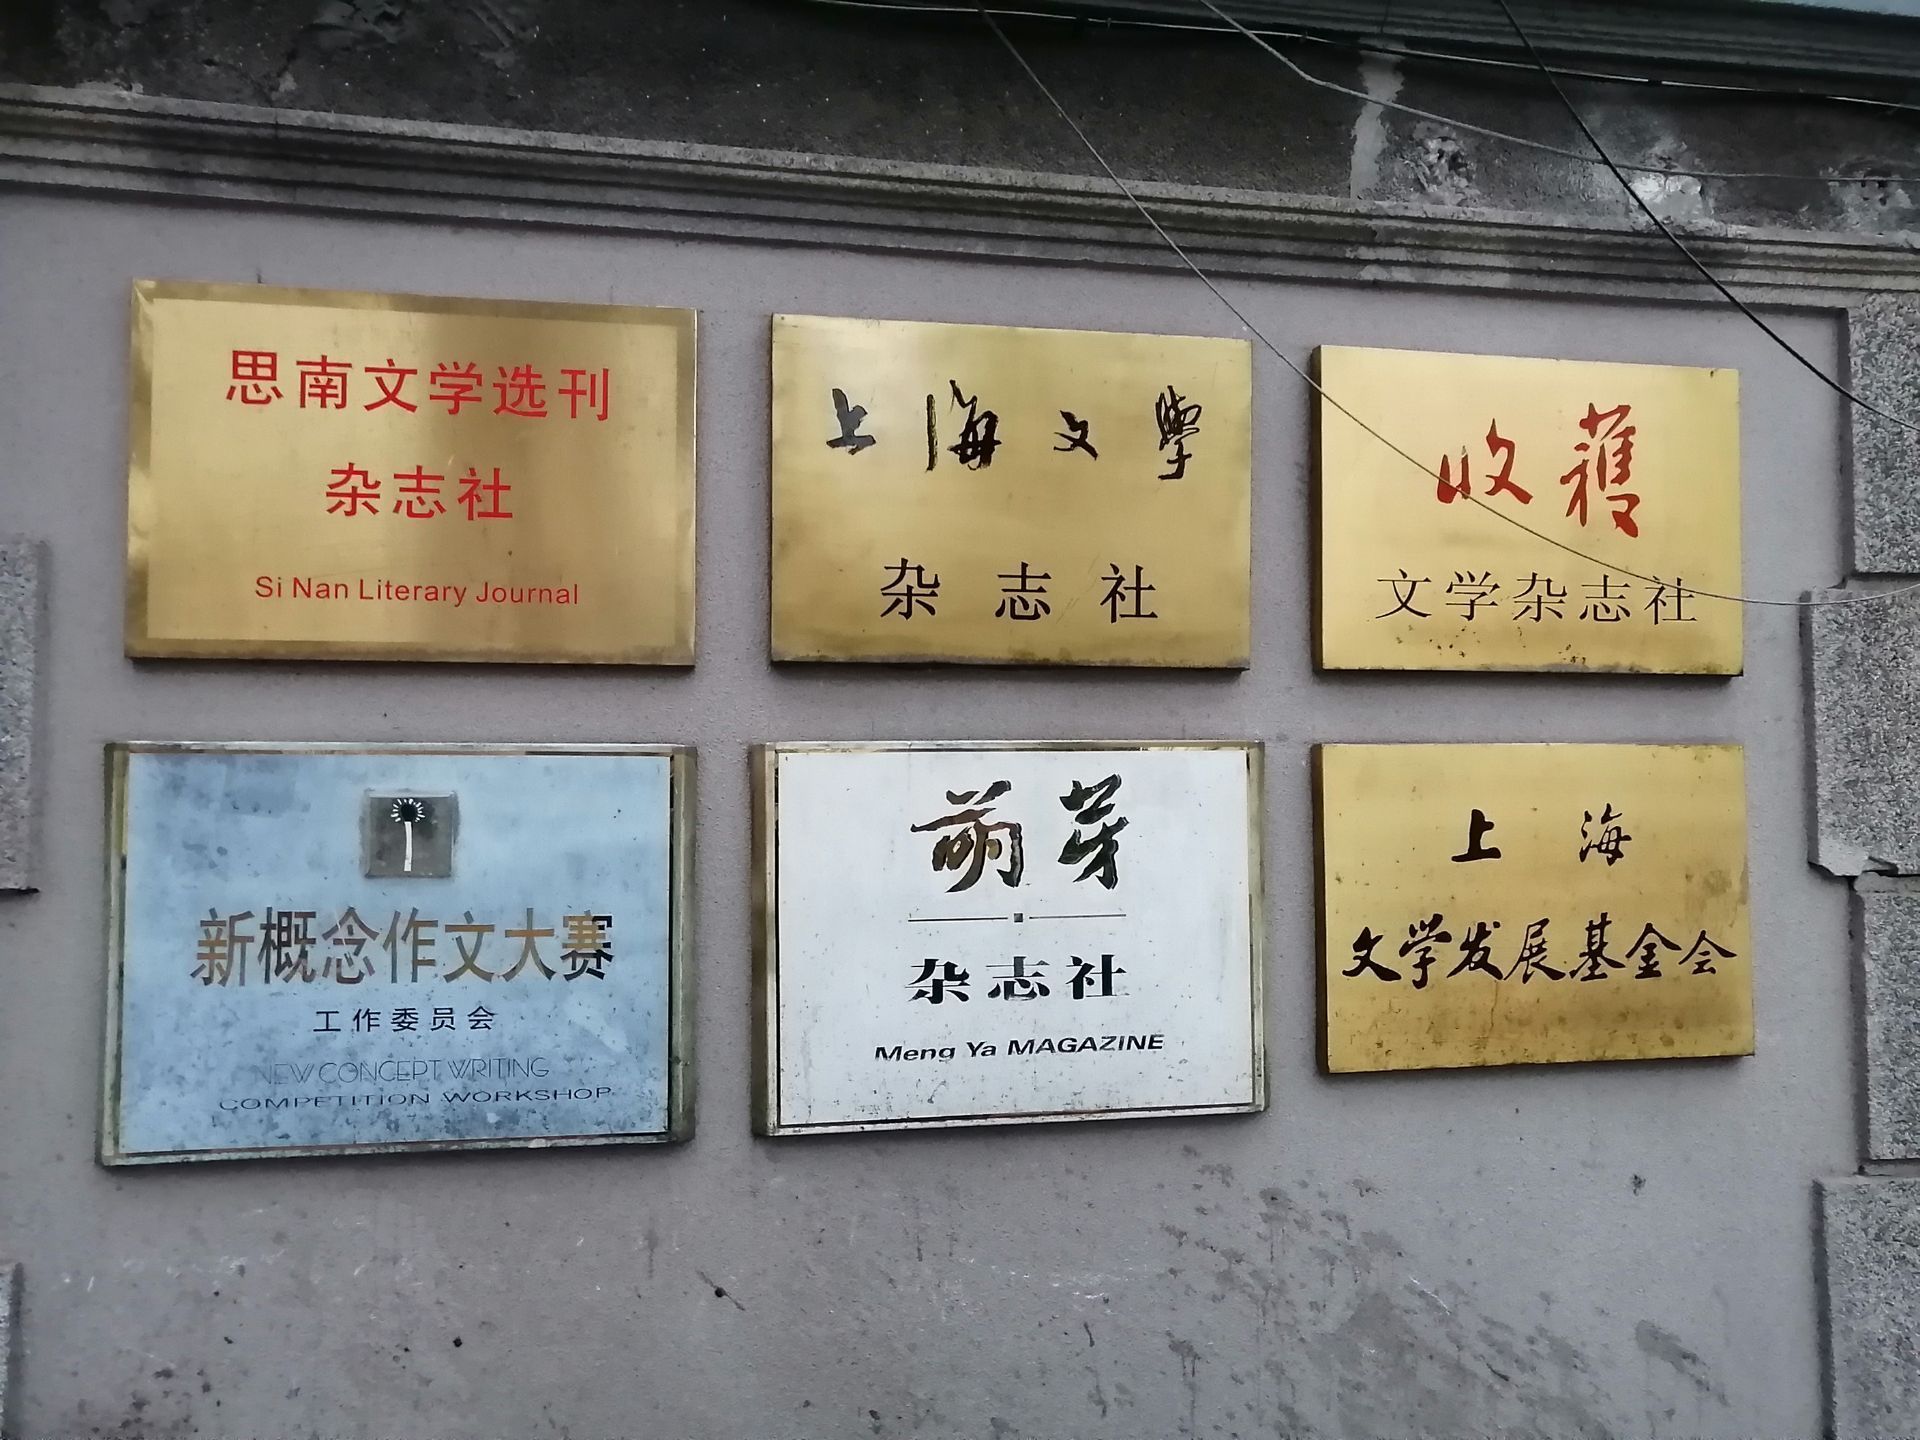 思南文学选刊
杂志社
Si Nan Literary Journal
上海文學
杂志社
收穫
文学杂志社
新概念作文大赛
工作委员会
NEW CONCEPT WRITING
COMPETITION WORKSHOP
萌芽
杂志社
Meng Ya MAGAZINE
上海
文学发展基金会